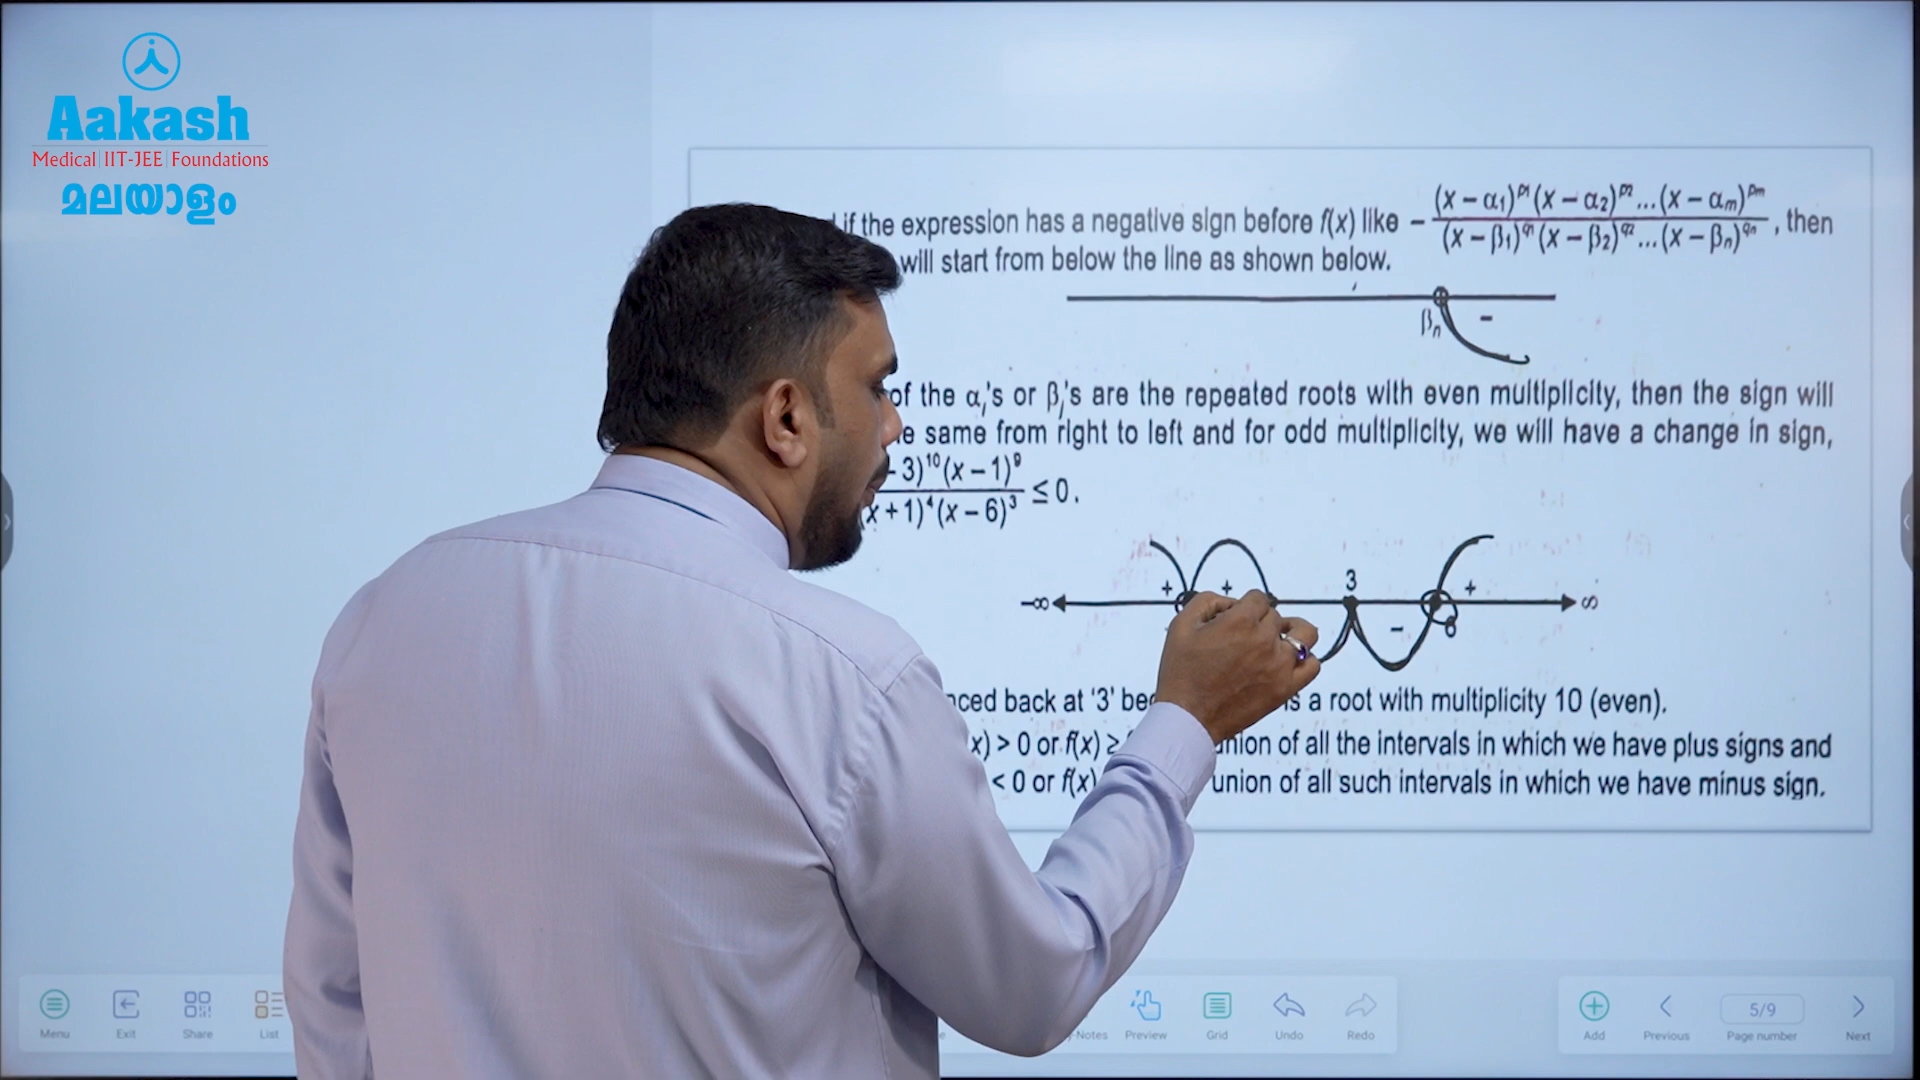 Aakash
Medical|IIT-JEE|Foundations
മലയാളം
if the expression has a negative sign before f(x) like − (x − α₁)^p₁ (x − α₂)^p₂ ... (x − αₘ)^pₘ / (x − β₁)^q₁ (x − β₂)^q₂ ... (x − βₙ)^qₙ , then
will start from below the line as shown below.
βₙ −
of the αᵢ's or βⱼ's are the repeated roots with even multiplicity, then the sign will
same from right to left and for odd multiplicity, we will have a change in sign,
3)¹⁰(x − 1)⁹ / x + 1)⁴(x − 6)³ ≤ 0.
3
+ + +
−∞ ∞
−
back at '3' is a root with multiplicity 10 (even).
x) > 0 or f(x) ≥ union of all the intervals in which we have plus signs and
< 0 or f(x) union of all such intervals in which we have minus sign.
Menu
Exit
Share
List
Notes
Preview
Grid
Undo
Redo
Add
Previous
5/9
Page number
Next